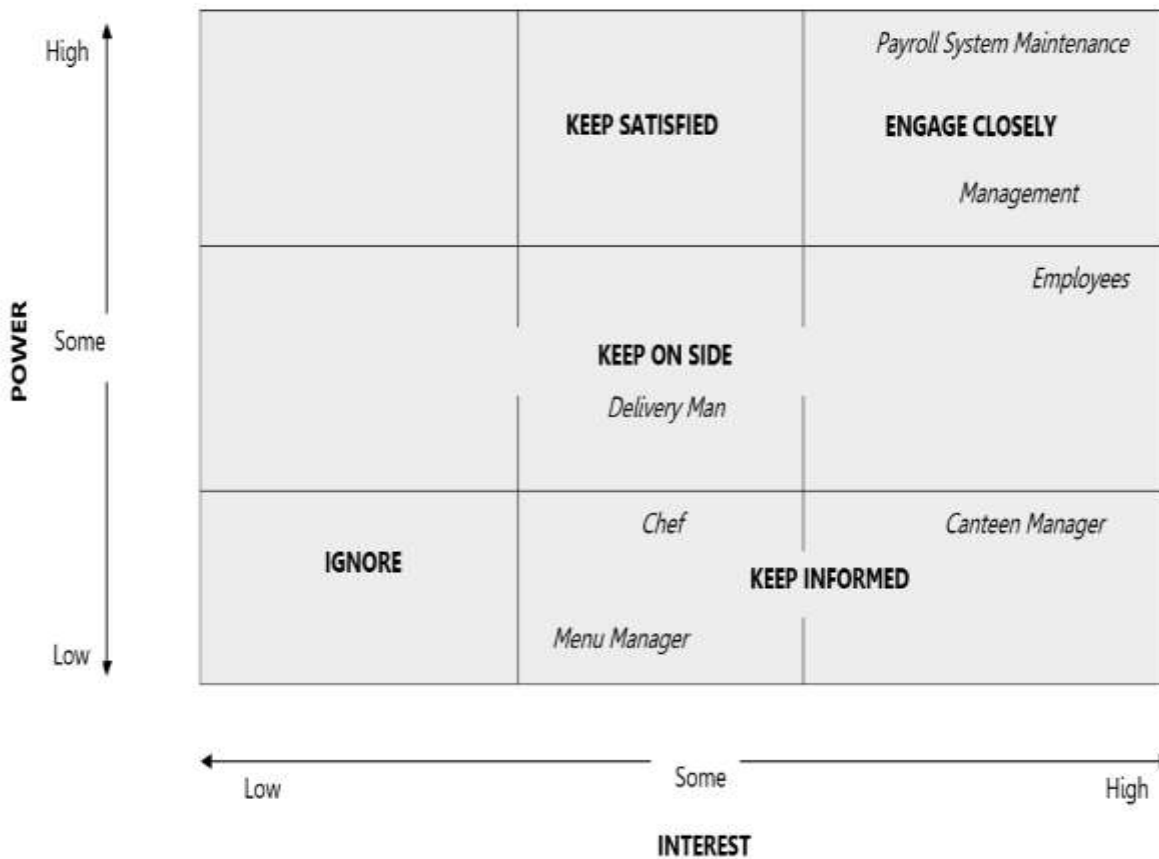 High
Payroll System Maintenance
KEEP SATISFIED
ENGAGE CLOSELY
Management
Employees
POWER
Some
KEEP ON SIDE
Delivery Man
Chef
Canteen Manager
IGNORE
KEEP INFORMED
Menu Manager
Low
Low
Some
High
INTEREST